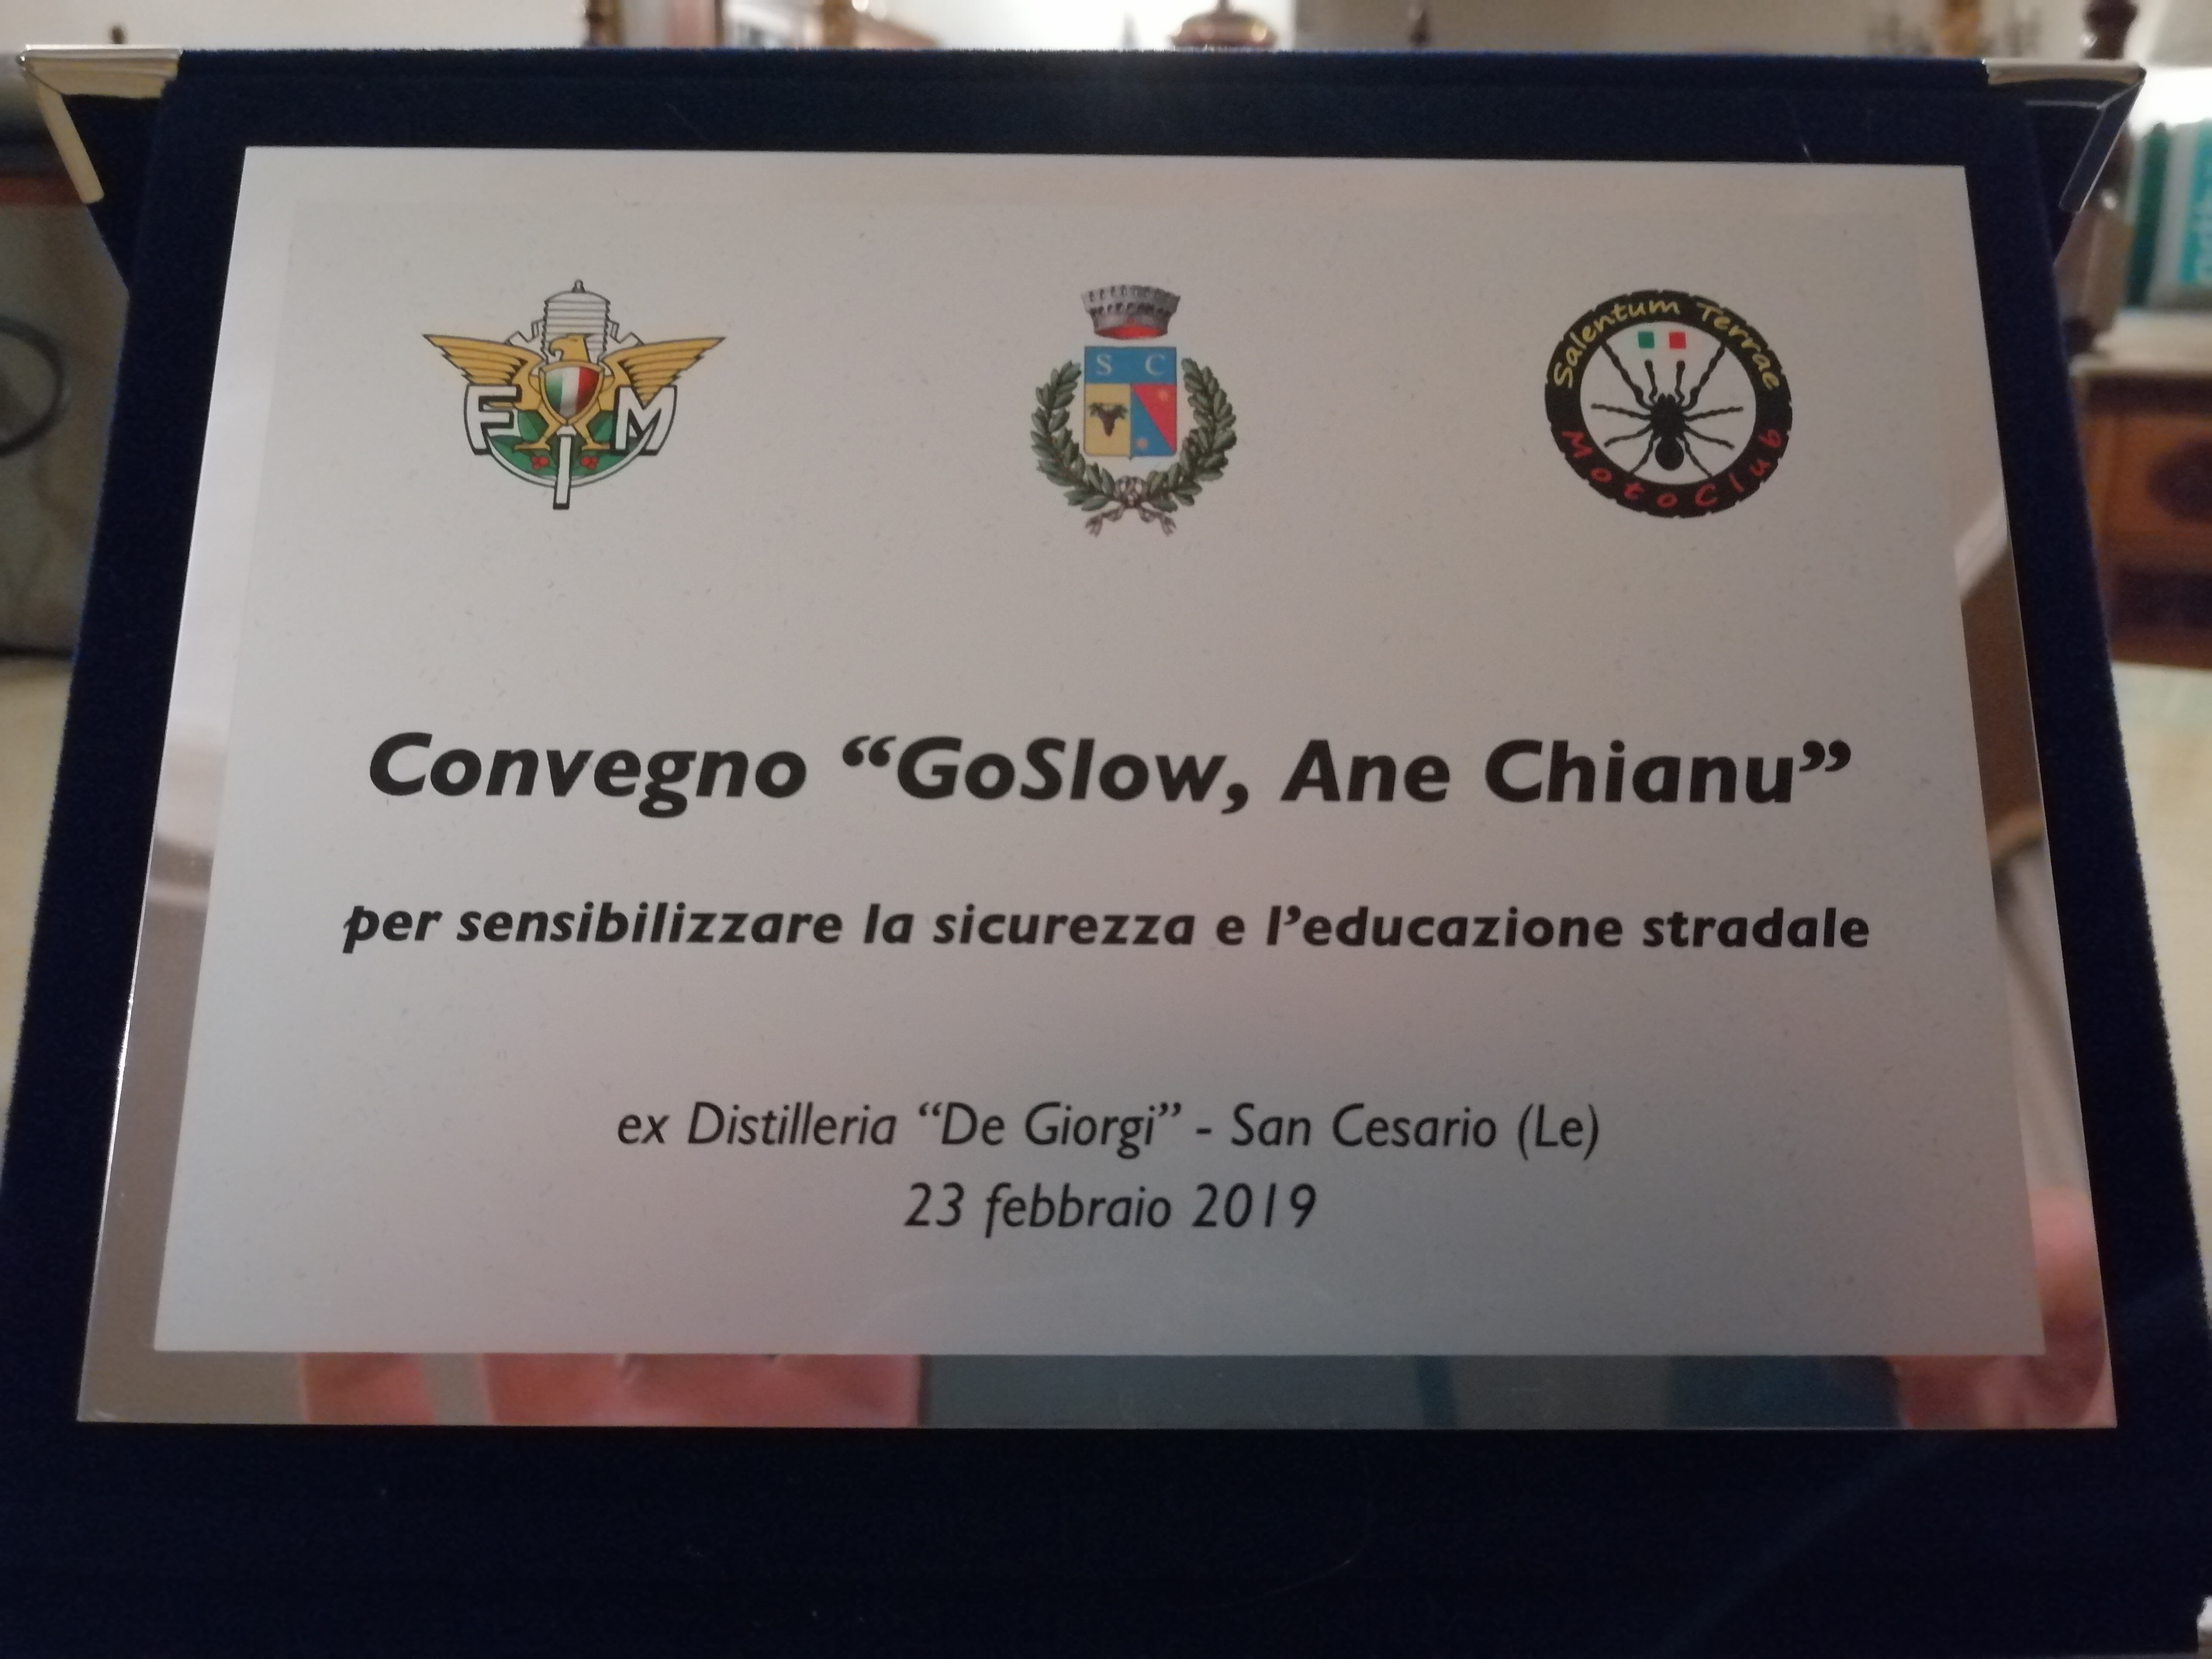 F M
S C
Salentum Terrae
MotoClub
Convegno “GoSlow, Ane Chianu”
per sensibilizzare la sicurezza e l’educazione stradale
ex Distilleria “De Giorgi” - San Cesario (Le)
23 febbraio 2019